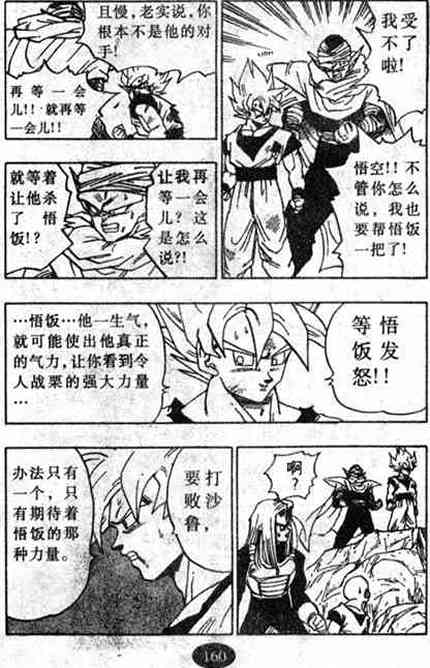 我受
不了
啦!
悟空!! 不
管你怎么
说，我也
要帮悟饭
一把了!
且慢，老实说，你
根本不是他的对
手!
再等一会
儿!! 就再等
一会儿!!
让我再
等一会
儿? 这
是怎么
说?!
就等着
让他杀
了悟
饭!?
等悟
饭发
怒!!
…悟饭…他一生气，
就可能使出他真正
的气力，让你看到令
人战栗的强大力量
…
啊?
要打
败沙
鲁，
办法只有
一个，只
有期待着
悟饭的那
种力量。
160